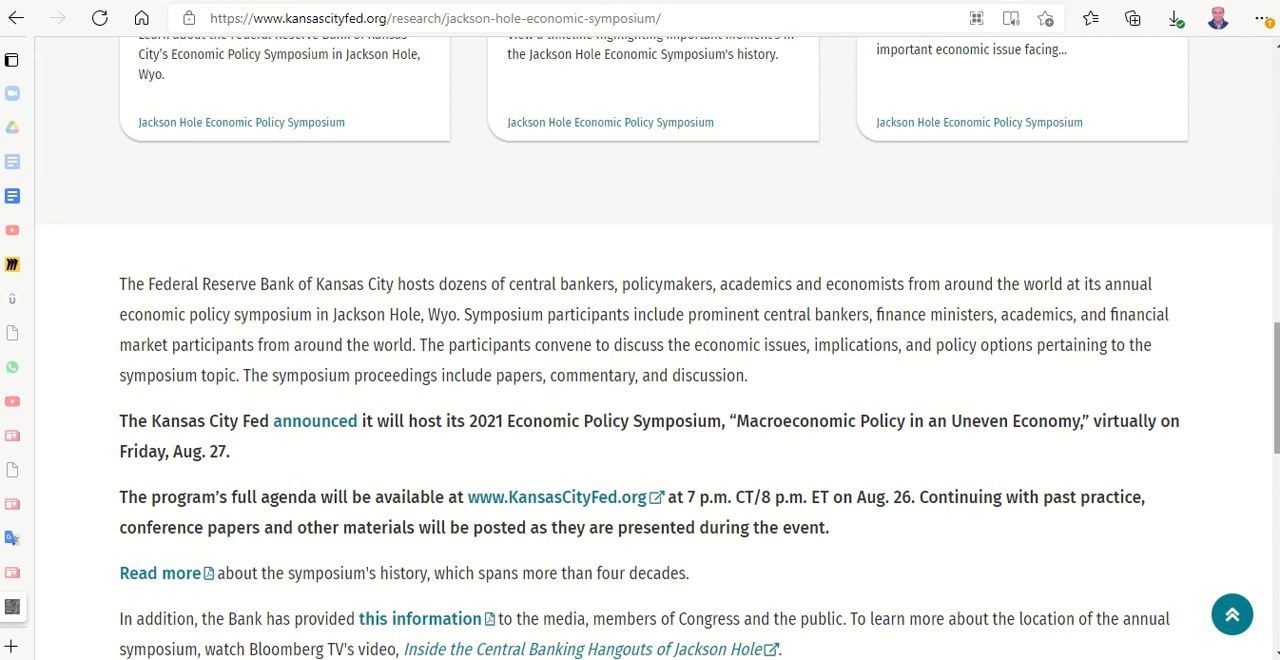 https://www.kansascityfed.org/research/jackson-hole-economic-symposium/
Learn about the Federal Reserve Bank of Kansas
City's Economic Policy Symposium in Jackson Hole,
Wyo.
Jackson Hole Economic Policy Symposium
the Jackson Hole Economic Symposium's history.
Jackson Hole Economic Policy Symposium
important economic issue facing...
Jackson Hole Economic Policy Symposium
The Federal Reserve Bank of Kansas City hosts dozens of central bankers, policymakers, academics and economists from around the world at its annual
economic policy symposium in Jackson Hole, Wyo. Symposium participants include prominent central bankers, finance ministers, academics, and financial
market participants from around the world. The participants convene to discuss the economic issues, implications, and policy options pertaining to the
symposium topic. The symposium proceedings include papers, commentary, and discussion.
The Kansas City Fed announced it will host its 2021 Economic Policy Symposium, “Macroeconomic Policy in an Uneven Economy,” virtually on
Friday, Aug. 27.
The program’s full agenda will be available at www.KansasCityFed.org at 7 p.m. CT/8 p.m. ET on Aug. 26. Continuing with past practice,
conference papers and other materials will be posted as they are presented during the event.
Read more about the symposium's history, which spans more than four decades.
In addition, the Bank has provided this information to the media, members of Congress and the public. To learn more about the location of the annual
symposium, watch Bloomberg TV's video, Inside the Central Banking Hangouts of Jackson Hole.